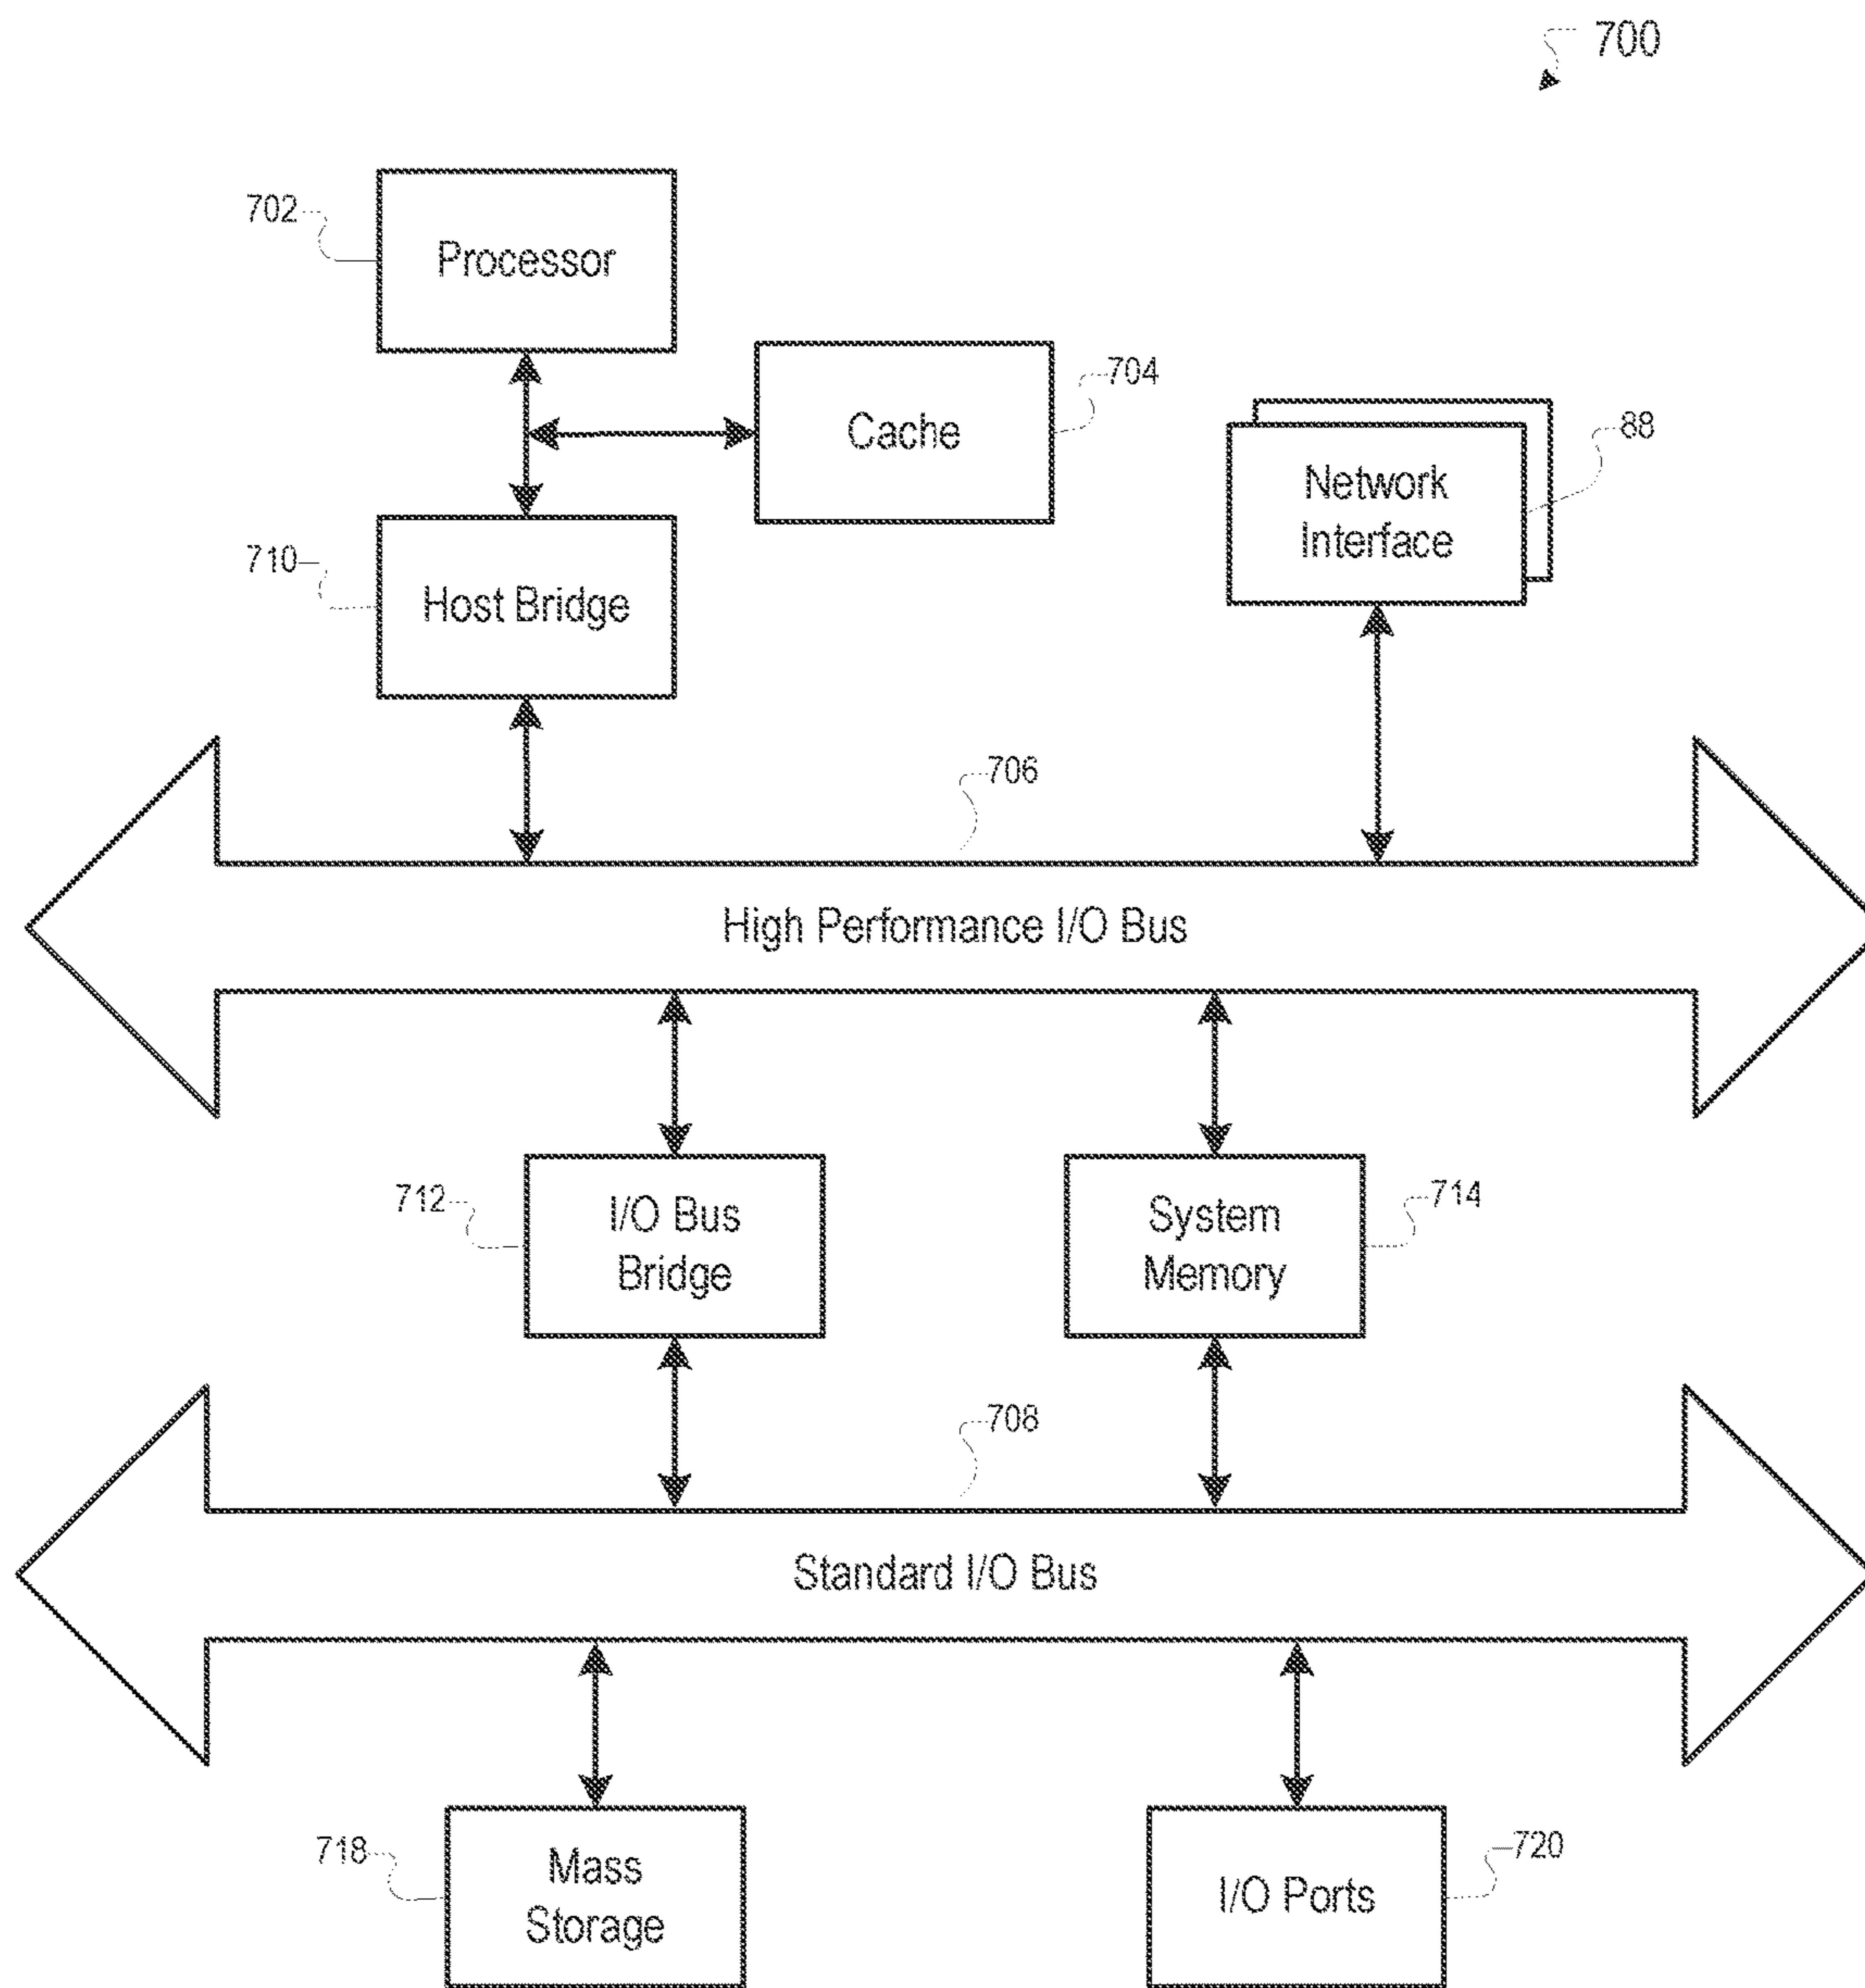 700
702
Processor
704
Cache
88
Network
Interface
710
Host Bridge
706
High Performance I/O Bus
712
I/O Bus
Bridge
714
System
Memory
708
Standard I/O Bus
718
Mass
Storage
720
I/O Ports